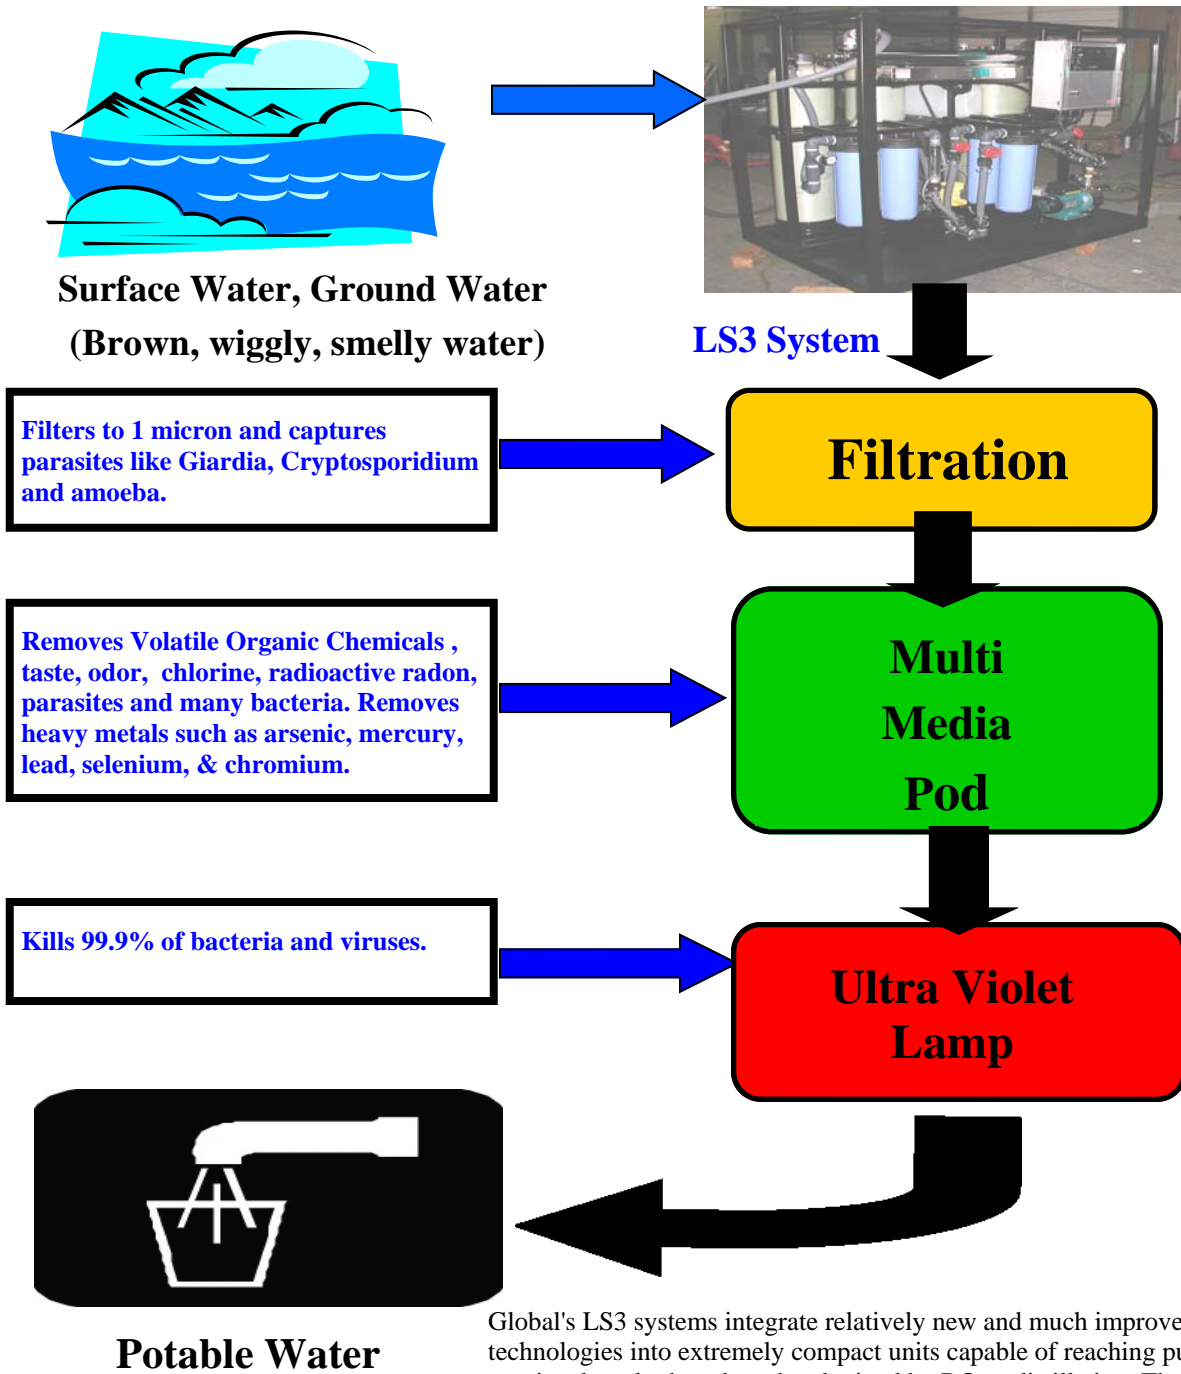 Surface Water, Ground Water
(Brown, wiggly, smelly water)
LS3 System
Filters to 1 micron and captures
parasites like Giardia, Cryptosporidium
and amoeba.
Filtration
Removes Volatile Organic Chemicals ,
taste, odor, chlorine, radioactive radon,
parasites and many bacteria. Removes
heavy metals such as arsenic, mercury,
lead, selenium, & chromium.
Multi
Media
Pod
Kills 99.9% of bacteria and viruses.
Ultra Violet
Lamp
Potable Water
Global's LS3 systems integrate relatively new and much improve
technologies into extremely compact units capable of reaching pu